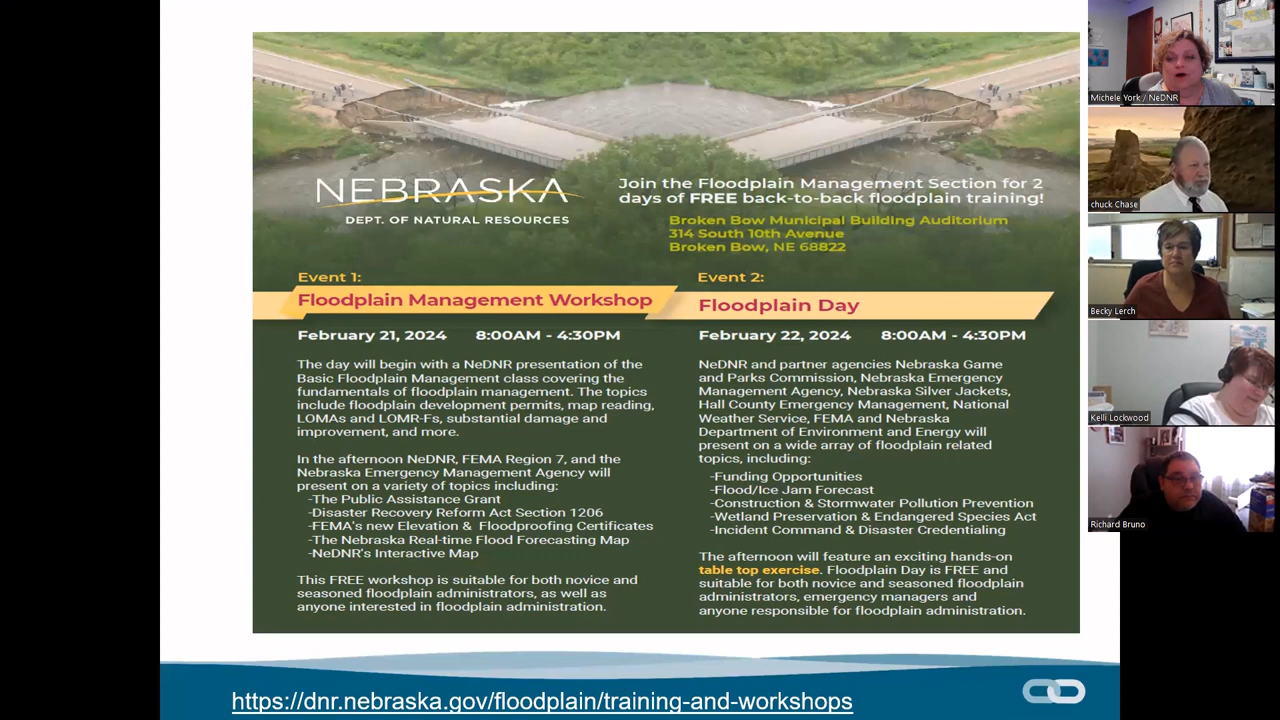 NEBRASKA
DEPT. OF NATURAL RESOURCES
Join the Floodplain Management Section for 2
days of FREE back-to-back floodplain training!
Broken Bow Municipal Building Auditorium
314 South 10th Avenue
Broken Bow, NE 68822
Event 1:
Floodplain Management Workshop
February 21, 2024 8:00AM - 4:30PM
The day will begin with a NeDNR presentation of the
Basic Floodplain Management class covering the
fundamentals of floodplain management. The topics
include floodplain development permits, map reading,
LOMAs and LOMR-Fs, substantial damage and
improvement, and more.
In the afternoon NeDNR, FEMA Region 7, and the
Nebraska Emergency Management Agency will
present on a variety of topics including:
-The Public Assistance Grant
-Disaster Recovery Reform Act Section 1206
-FEMA's new Elevation & Floodproofing Certificates
-The Nebraska Real-time Flood Forecasting Map
-NeDNR's Interactive Map
This FREE workshop is suitable for both novice and
seasoned floodplain administrators, as well as
anyone interested in floodplain administration.
Event 2:
Floodplain Day
February 22, 2024 8:00AM - 4:30PM
NeDNR and partner agencies Nebraska Game
and Parks Commission, Nebraska Emergency
Management Agency, Nebraska Silver Jackets,
Hall County Emergency Management, National
Weather Service, FEMA and Nebraska
Department of Environment and Energy will
present on a wide array of floodplain related
topics, including:
-Funding Opportunities
-Flood/Ice Jam Forecast
-Construction & Stormwater Pollution Prevention
-Wetland Preservation & Endangered Species Act
-Incident Command & Disaster Credentialing
The afternoon will feature an exciting hands-on
table top exercise. Floodplain Day is FREE and
suitable for both novice and seasoned floodplain
administrators, emergency managers and
anyone responsible for floodplain administration.
https://dnr.nebraska.gov/floodplain/training-and-workshops
Michele York / NeDNR
chuck Chase
Becky Lerch
Kelli Lockwood
Richard Bruno